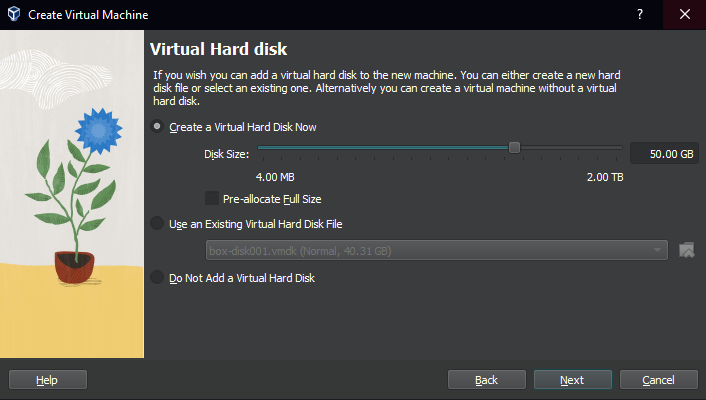 Create Virtual Machine
?
Virtual Hard disk
If you wish you can add a virtual hard disk to the new machine. You can either create a new hard
disk file or select an existing one. Alternatively you can create a virtual machine without a virtual
hard disk.
Create a Virtual Hard Disk Now
Disk Size:
50.00 GB
4.00 MB
2.00 TB
Pre-allocate Full Size
Use an Existing Virtual Hard Disk File
box-disk001.vmdk (Normal, 40.31 GB)
Do Not Add a Virtual Hard Disk
Help
Back
Next
Cancel